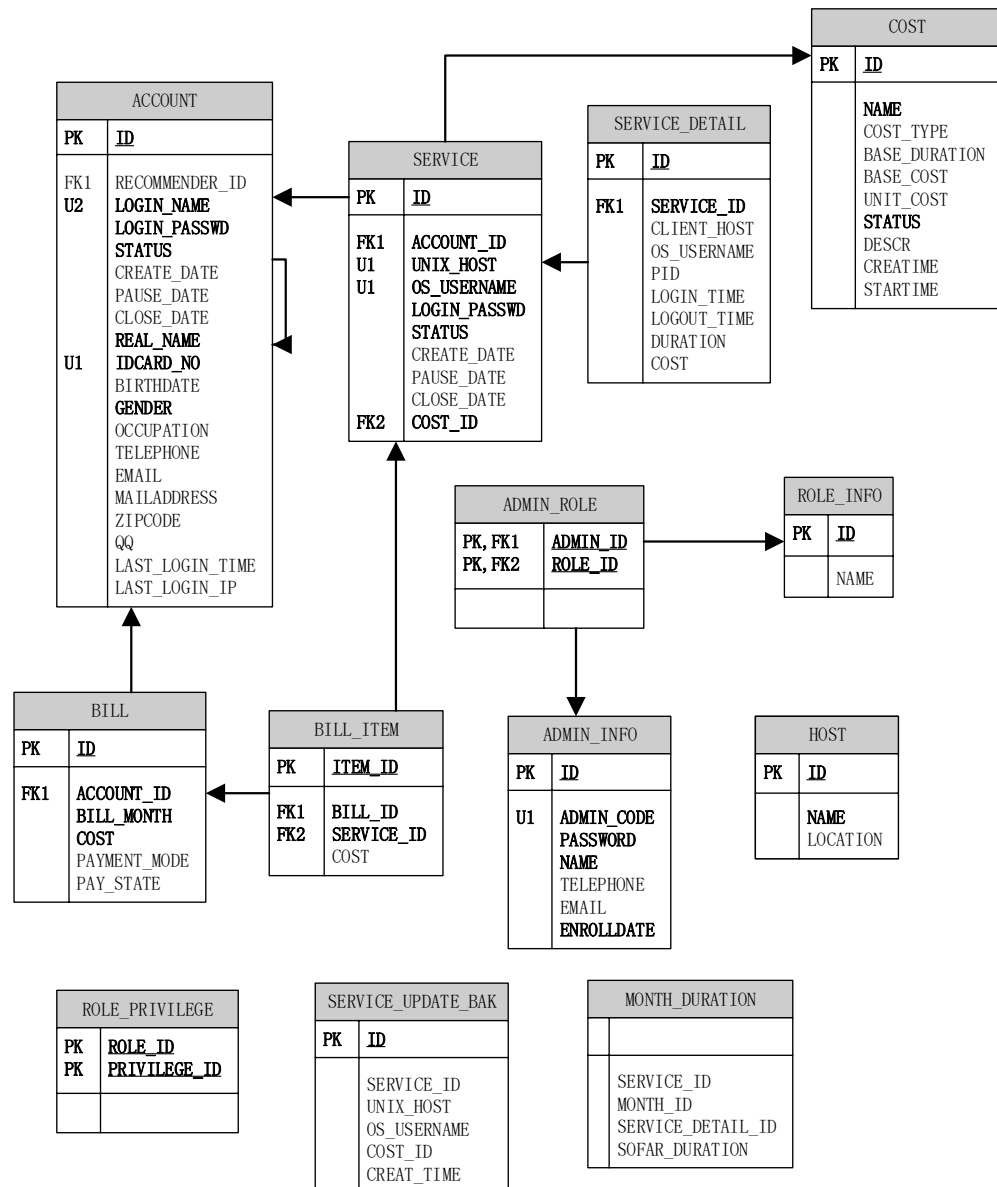 COST
PK ID
NAME
COST_TYPE
BASE_DURATION
BASE_COST
UNIT_COST
STATUS
DESCR
CREATIME
STARTIME
ACCOUNT
PK ID
FK1 RECOMMENDER_ID
U2 LOGIN_NAME
LOGIN_PASSWD
STATUS
CREATE_DATE
PAUSE_DATE
CLOSE_DATE
REAL_NAME
U1 IDCARD_NO
BIRTHDATE
GENDER
OCCUPATION
TELEPHONE
EMAIL
MAILADDRESS
ZIPCODE
QQ
LAST_LOGIN_TIME
LAST_LOGIN_IP
SERVICE
PK ID
FK1 ACCOUNT_ID
U1 UNIX_HOST
U1 OS_USERNAME
LOGIN_PASSWD
STATUS
CREATE_DATE
PAUSE_DATE
CLOSE_DATE
FK2 COST_ID
SERVICE_DETAIL
PK ID
FK1 SERVICE_ID
CLIENT_HOST
OS_USERNAME
PID
LOGIN_TIME
LOGOUT_TIME
DURATION
COST
ADMIN_ROLE
PK,FK1 ADMIN_ID
PK,FK2 ROLE_ID
ROLE_INFO
PK ID
NAME
BILL
PK ID
FK1 ACCOUNT_ID
BILL_MONTH
COST
PAYMENT_MODE
PAY_STATE
BILL_ITEM
PK ITEM_ID
FK1 BILL_ID
FK2 SERVICE_ID
COST
ADMIN_INFO
PK ID
U1 ADMIN_CODE
PASSWORD
NAME
TELEPHONE
EMAIL
ENROLLDATE
HOST
PK ID
NAME
LOCATION
ROLE_PRIVILEGE
PK ROLE_ID
PK PRIVILEGE_ID
SERVICE_UPDATE_BAK
PK ID
SERVICE_ID
UNIX_HOST
OS_USERNAME
COST_ID
CREAT_TIME
MONTH_DURATION
SERVICE_ID
MONTH_ID
SERVICE_DETAIL_ID
SOFAR_DURATION